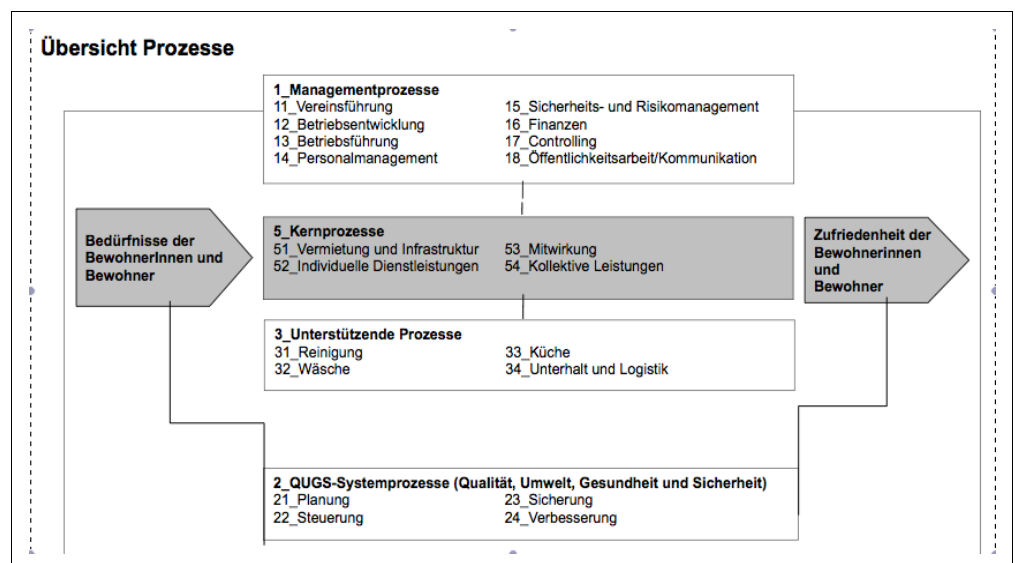 Übersicht Prozesse
1_Managementprozesse
11_Vereinsführung
12_Betriebsentwicklung
13_Betriebsführung
14_Personalmanagement
15_Sicherheits- und Risikomanagement
16_Finanzen
17_Controlling
18_Öffentlichkeitsarbeit/Kommunikation
Bedürfnisse der
BewohnerInnen und
Bewohner
5_Kernprozesse
51_Vermietung und Infrastruktur
52_Individuelle Dienstleistungen
53_Mitwirkung
54_Kollektive Leistungen
Zufriedenheit der
Bewohnerinnen
und
Bewohner
3_Unterstützende Prozesse
31_Reinigung
32_Wäsche
33_Küche
34_Unterhalt und Logistik
2_QUGS-Systemprozesse (Qualität, Umwelt, Gesundheit und Sicherheit)
21_Planung
22_Steuerung
23_Sicherung
24_Verbesserung